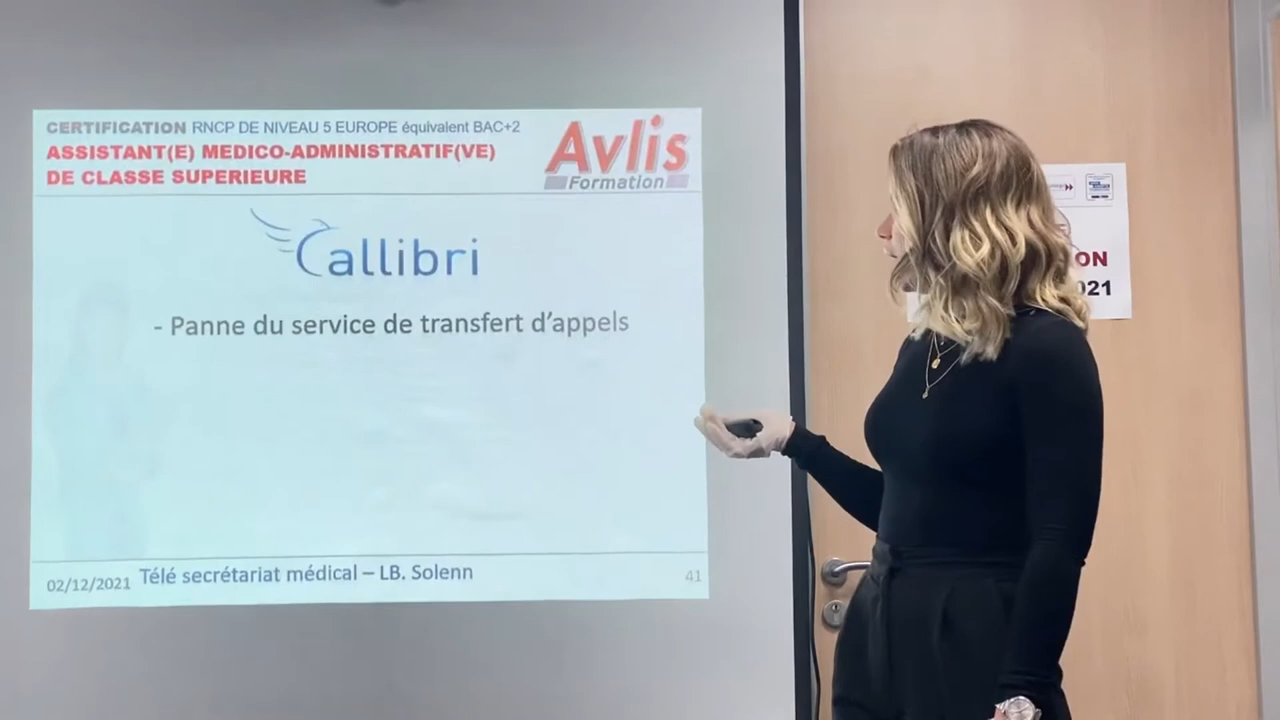 CERTIFICATION RNCP DE NIVEAU 5 EUROPE équivalent BAC+2
ASSISTANT(E) MEDICO-ADMINISTRATIF(VE)
DE CLASSE SUPERIEURE
Avlis
Formation
Callibri
- Panne du service de transfert d’appels
02/12/2021 Télé secrétariat médical – LB. Solenn 41
ON
021